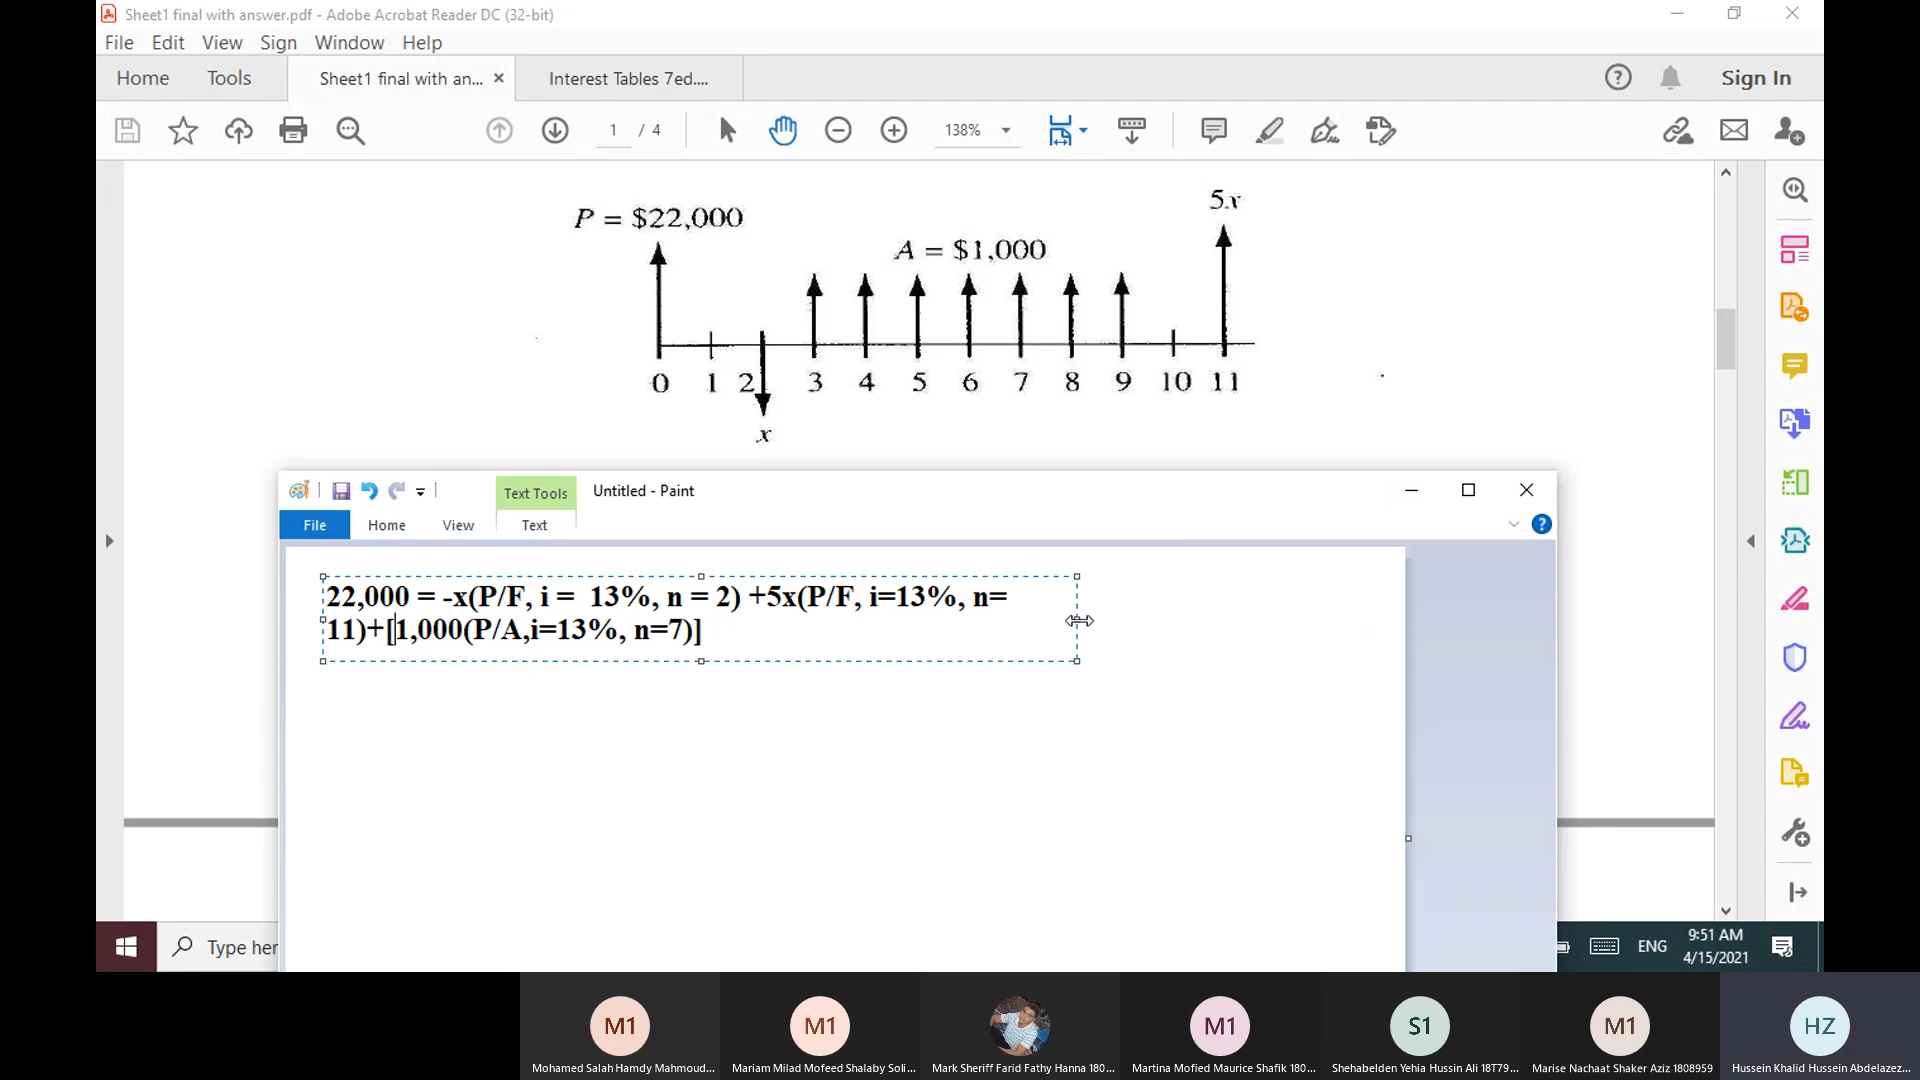 Sheet1 final with answer.pdf - Adobe Acrobat Reader DC (32-bit)
File Edit View Sign Window Help
Home Tools Sheet1 final with an... × Interest Tables 7ed.... Sign In
1 / 4 138%
5x
P = $22,000
A = $1,000
0 1 2 3 4 5 6 7 8 9 10 11
x
Text Tools Untitled - Paint
File Home View Text
22,000 = -x(P/F, i = 13%, n = 2) +5x(P/F, i=13%, n=
11)+[1,000(P/A,i=13%, n=7)]
Type her
ENG
9:51 AM
4/15/2021
M1 M1 M1 S1 M1 HZ
Mohamed Salah Hamdy Mahmoud... Mariam Milad Mofeed Shalaby Soli... Mark Sheriff Farid Fathy Hanna 180... Martina Mofied Maurice Shafik 180... Shehabelden Yehia Hussin Ali 18T79... Marise Nachaat Shaker Aziz 1808959 Hussein Khalid Hussein Abdelazez...